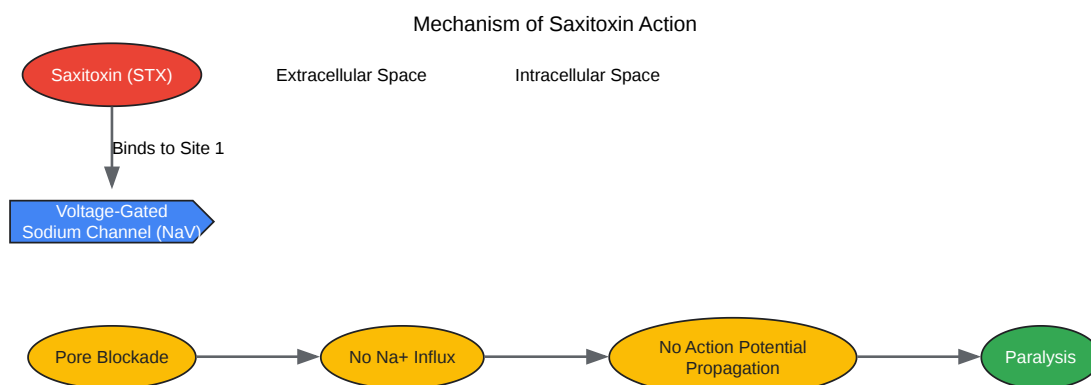 Mechanism of Saxitoxin Action
Saxitoxin (STX)
Extracellular Space
Intracellular Space
Binds to Site 1
Voltage-Gated
Sodium Channel (NaV)
Pore Blockade
No Na+ Influx
No Action Potential
Propagation
Paralysis